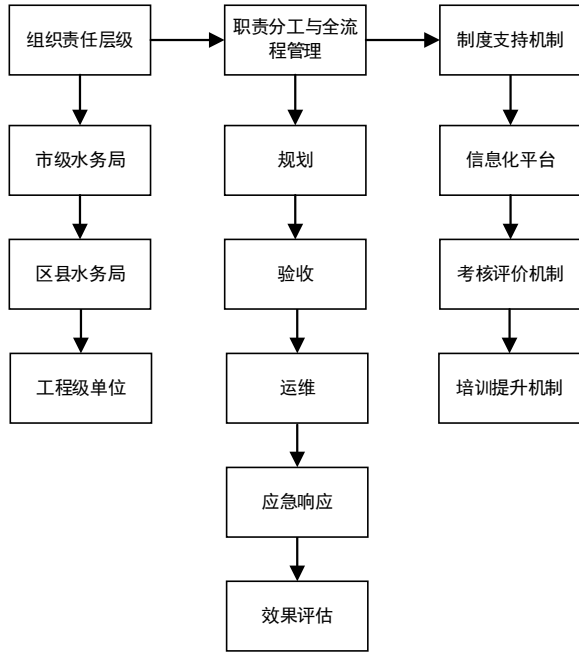 组织责任层级
职责分工与全流
程管理
制度支持机制
市级水务局
规划
信息化平台
区县水务局
验收
考核评价机制
工程级单位
运维
培训提升机制
应急响应
效果评估